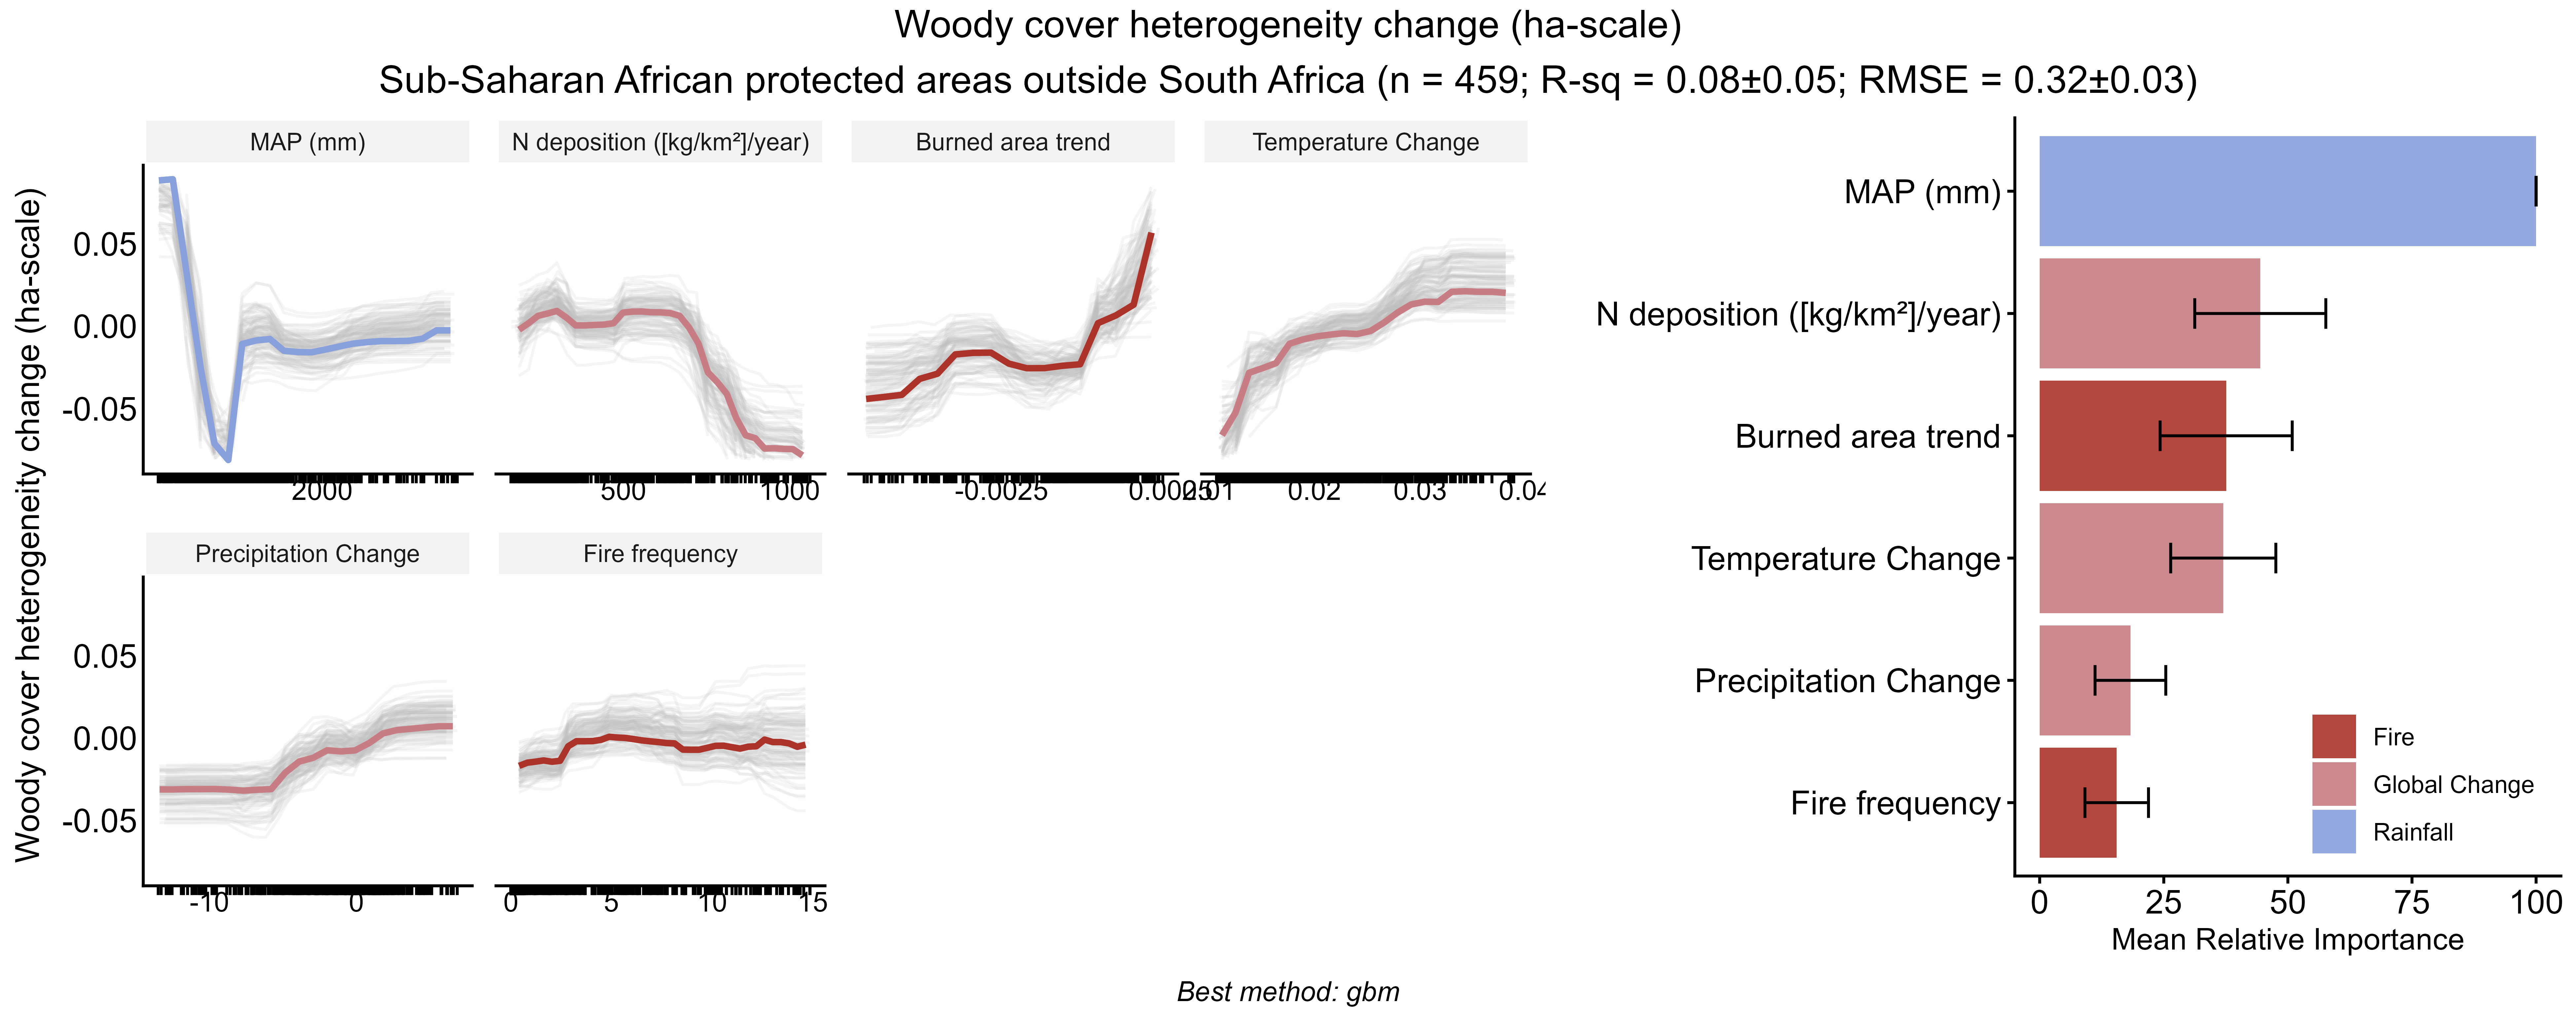 Woody cover heterogeneity change (ha-scale)
Sub-Saharan African protected areas outside South Africa (n = 459; R-sq = 0.08±0.05; RMSE = 0.32±0.03)
Woody cover heterogeneity change (ha-scale)
MAP (mm)
N deposition ([kg/km²]/year)
Burned area trend
Temperature Change
0.05
0.00
-0.05
2000
500
1000
-0.0025
0.0025
0.01
0.02
0.03
0.04
Precipitation Change
Fire frequency
0.05
0.00
-0.05
-10
0
0
5
10
15
MAP (mm)
N deposition ([kg/km²]/year)
Burned area trend
Temperature Change
Precipitation Change
Fire frequency
Fire
Global Change
Rainfall
0
25
50
75
100
Mean Relative Importance
Best method: gbm